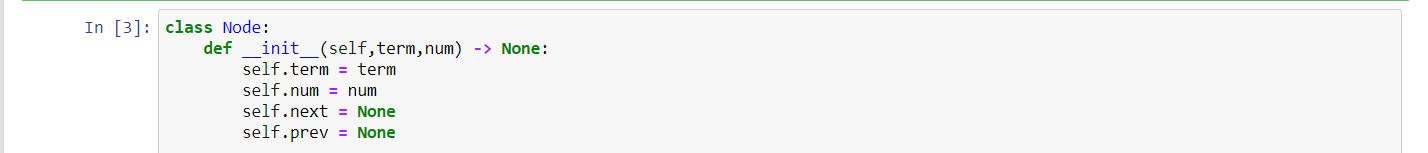 In [3]: class Node:
    def __init__(self,term,num) -> None:
        self.term = term
        self.num = num
        self.next = None
        self.prev = None